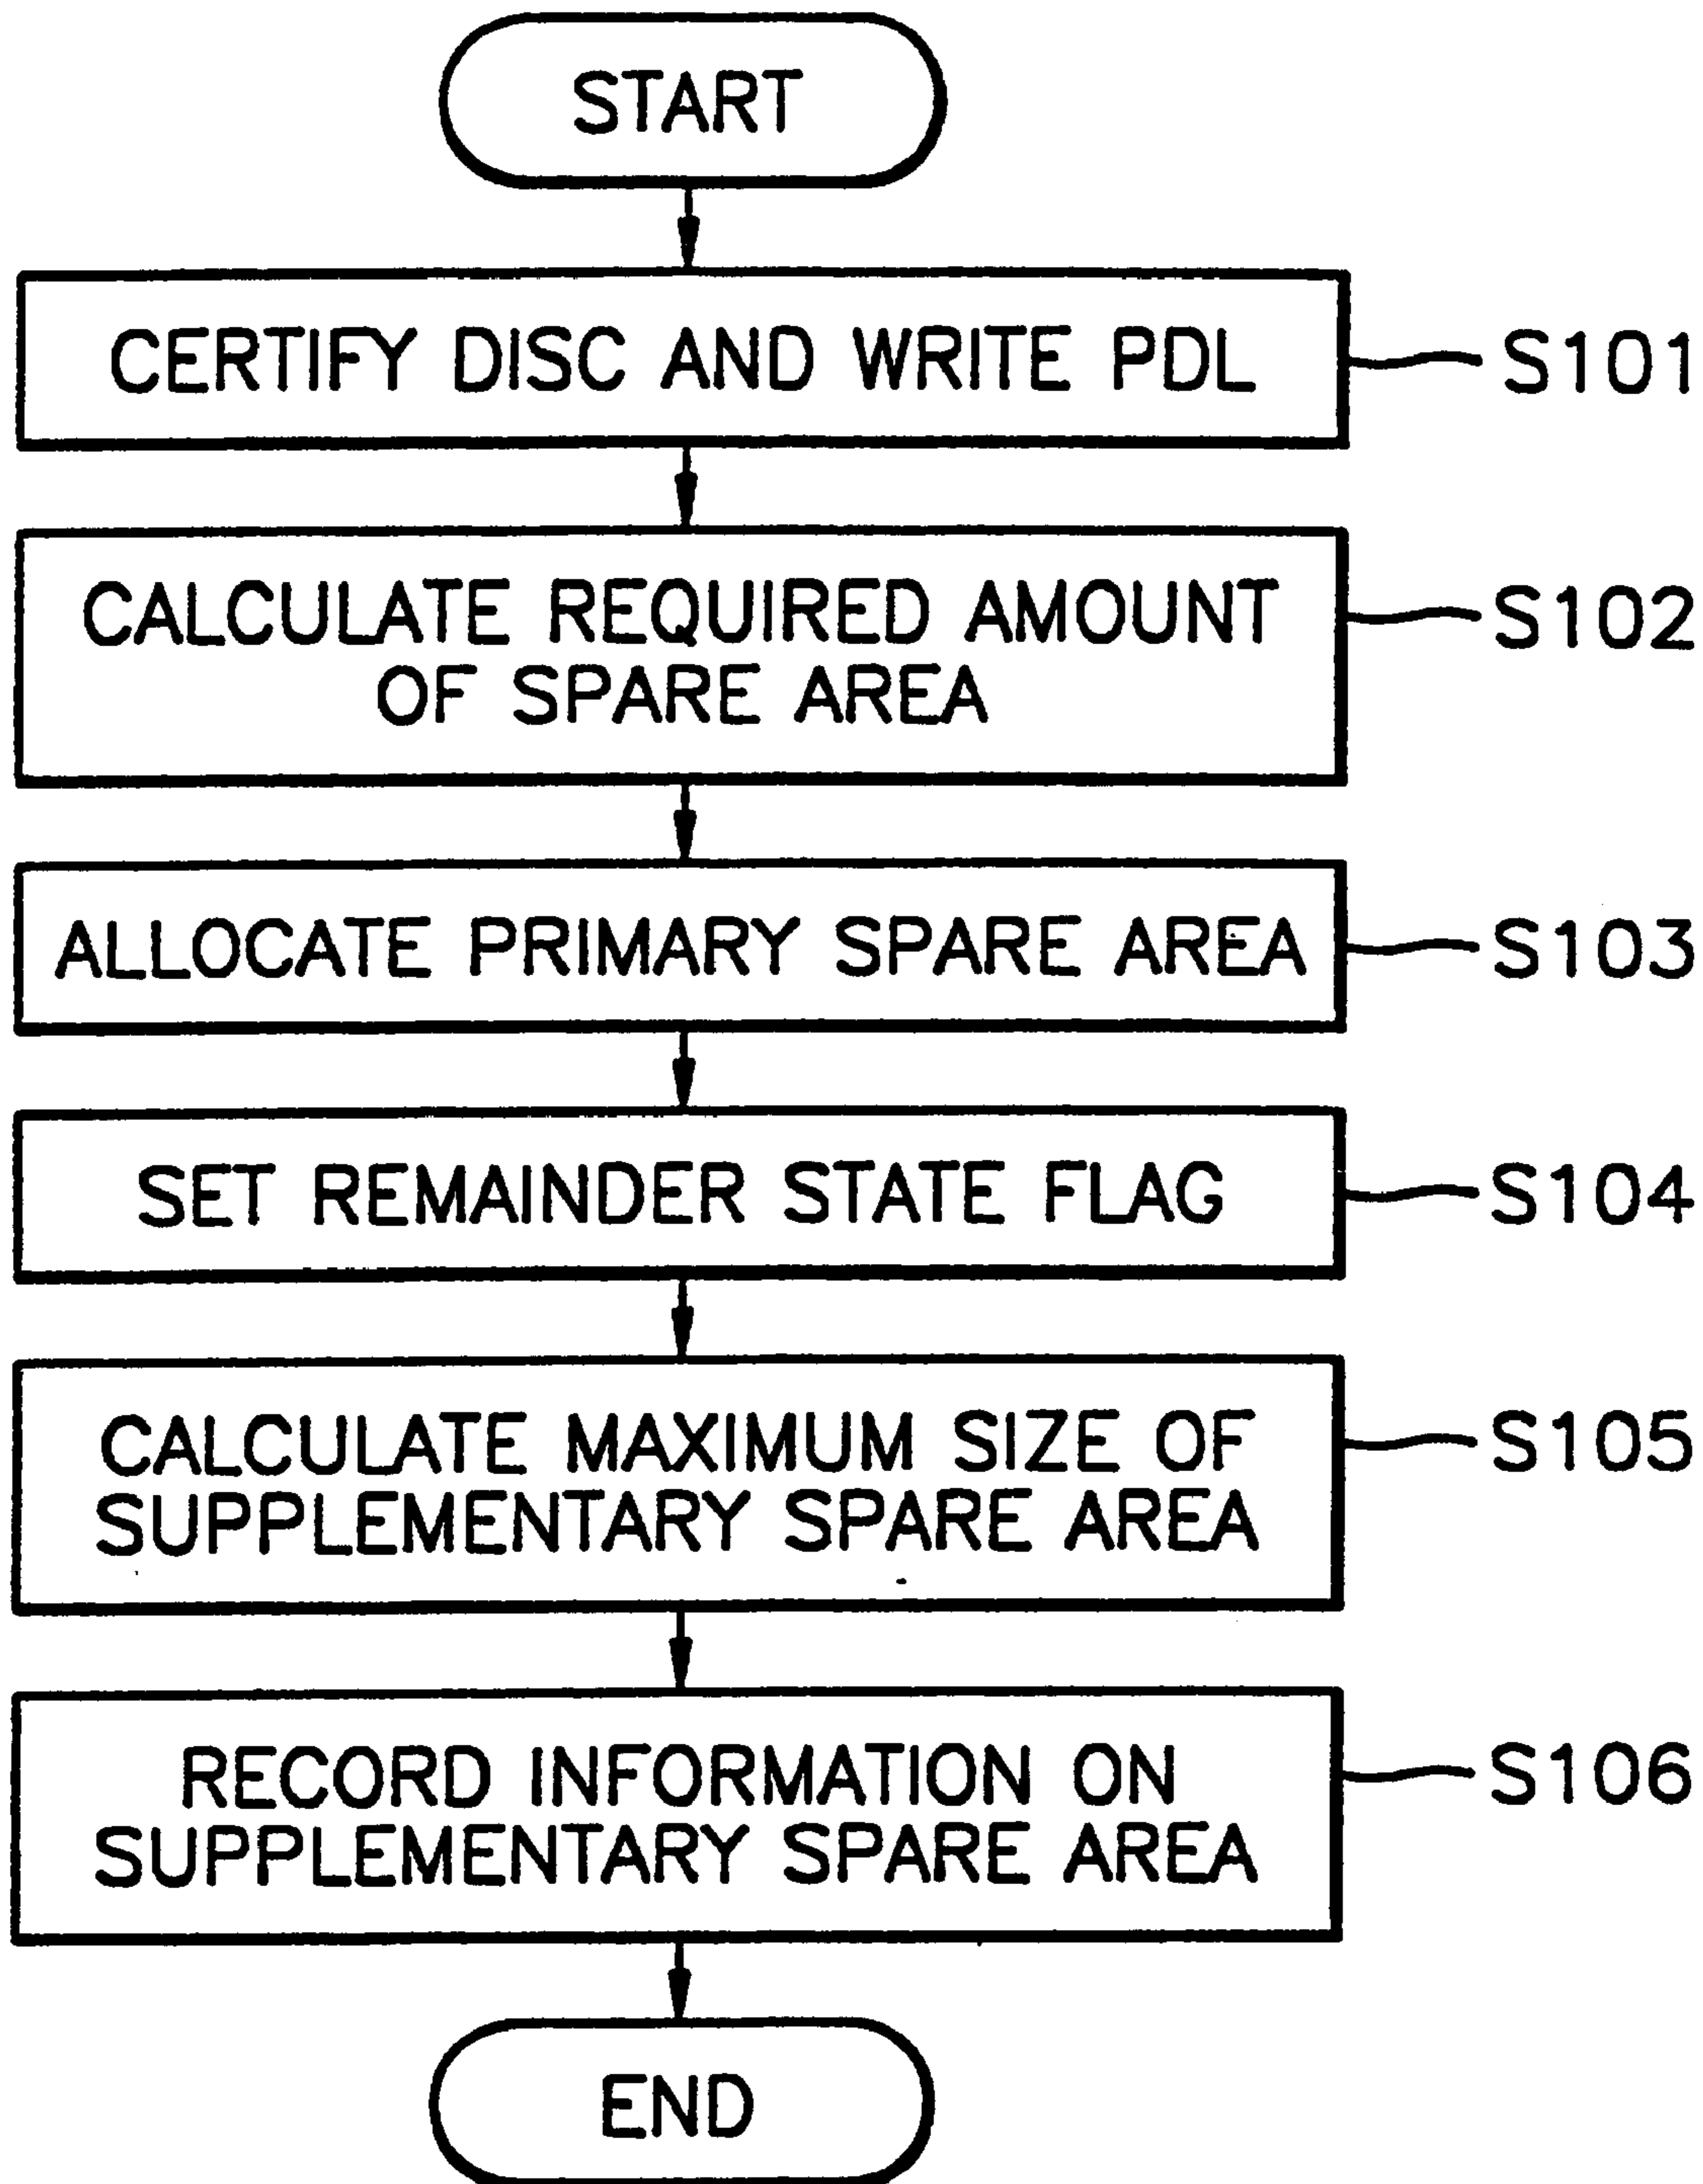 START
CERTIFY DISC AND WRITE PDL
S101
CALCULATE REQUIRED AMOUNT
OF SPARE AREA
S102
ALLOCATE PRIMARY SPARE AREA
S103
SET REMAINDER STATE FLAG
S104
CALCULATE MAXIMUM SIZE OF
SUPPLEMENTARY SPARE AREA
S105
RECORD INFORMATION ON
SUPPLEMENTARY SPARE AREA
S106
END